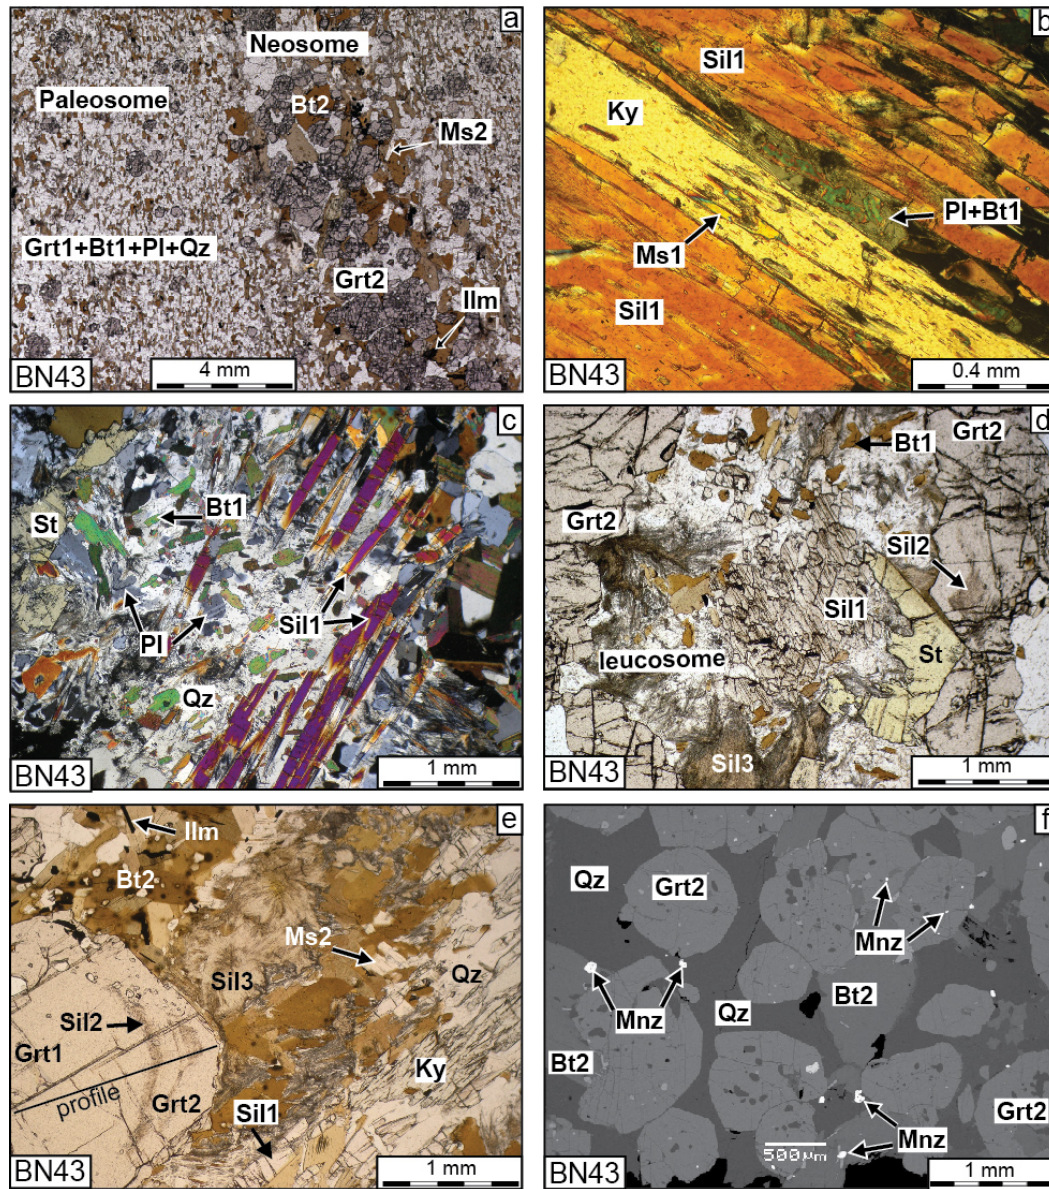 a
Neosome
Paleosome
Bt2
Ms2
Grt1+Bt1+Pl+Qz
Grt2
Ilm
BN43
4 mm
b
Sil1
Ky
Pl+Bt1
Ms1
Sil1
BN43
0.4 mm
c
Bt1
St
Sil1
Pl
Qz
BN43
1 mm
d
Bt1
Grt2
Grt2
Sil2
Sil1
leucosome
St
Sil3
BN43
1 mm
e
Ilm
Bt2
Ms2
Qz
Sil3
Sil2
Grt1
Ky
profile
Grt2
Sil1
BN43
1 mm
f
Qz
Grt2
Mnz
Mnz
Bt2
Qz
Bt2
Grt2
Mnz
500µm
BN43
1 mm